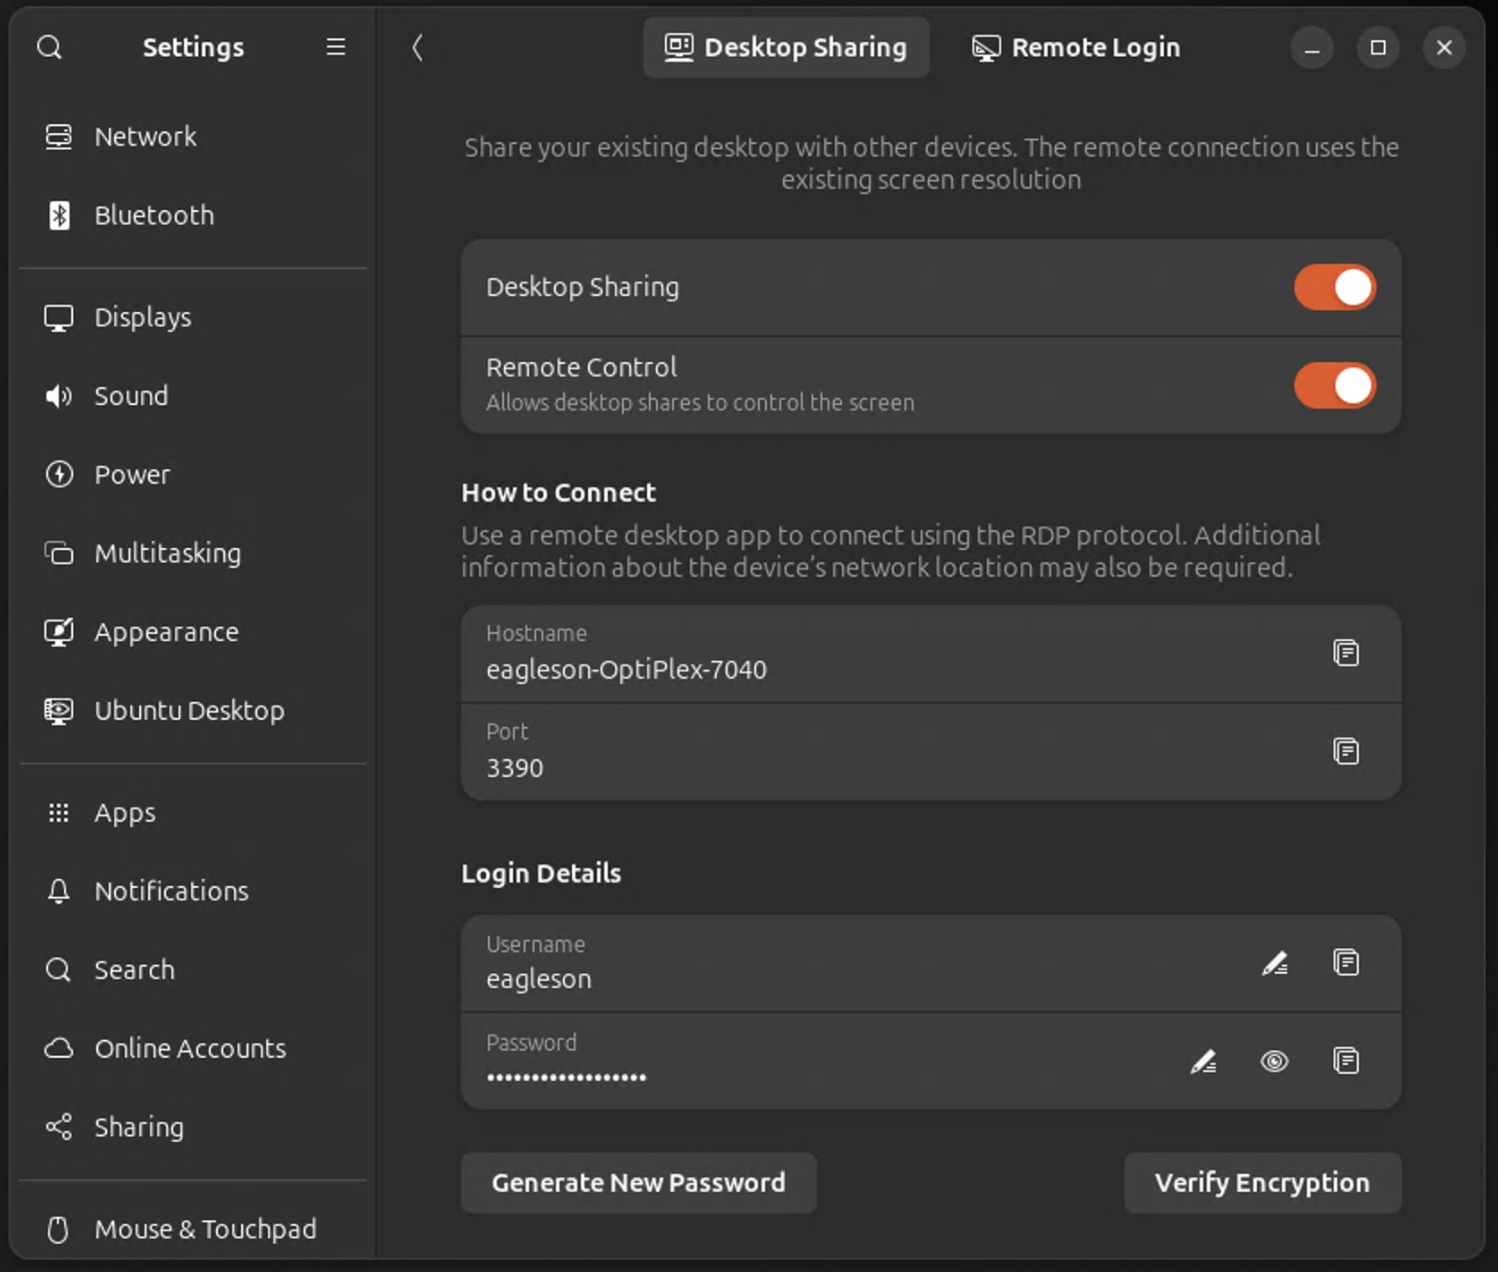 Settings
Desktop Sharing
Remote Login
Network
Bluetooth
Displays
Sound
Power
Multitasking
Appearance
Ubuntu Desktop
Apps
Notifications
Search
Online Accounts
Sharing
Mouse & Touchpad
Share your existing desktop with other devices. The remote connection uses the
existing screen resolution
Desktop Sharing
Remote Control
Allows desktop shares to control the screen
How to Connect
Use a remote desktop app to connect using the RDP protocol. Additional
information about the device’s network location may also be required.
Hostname
eagleson-OptiPlex-7040
Port
3390
Login Details
Username
eagleson
Password
••••••••••••••••••
Generate New Password
Verify Encryption